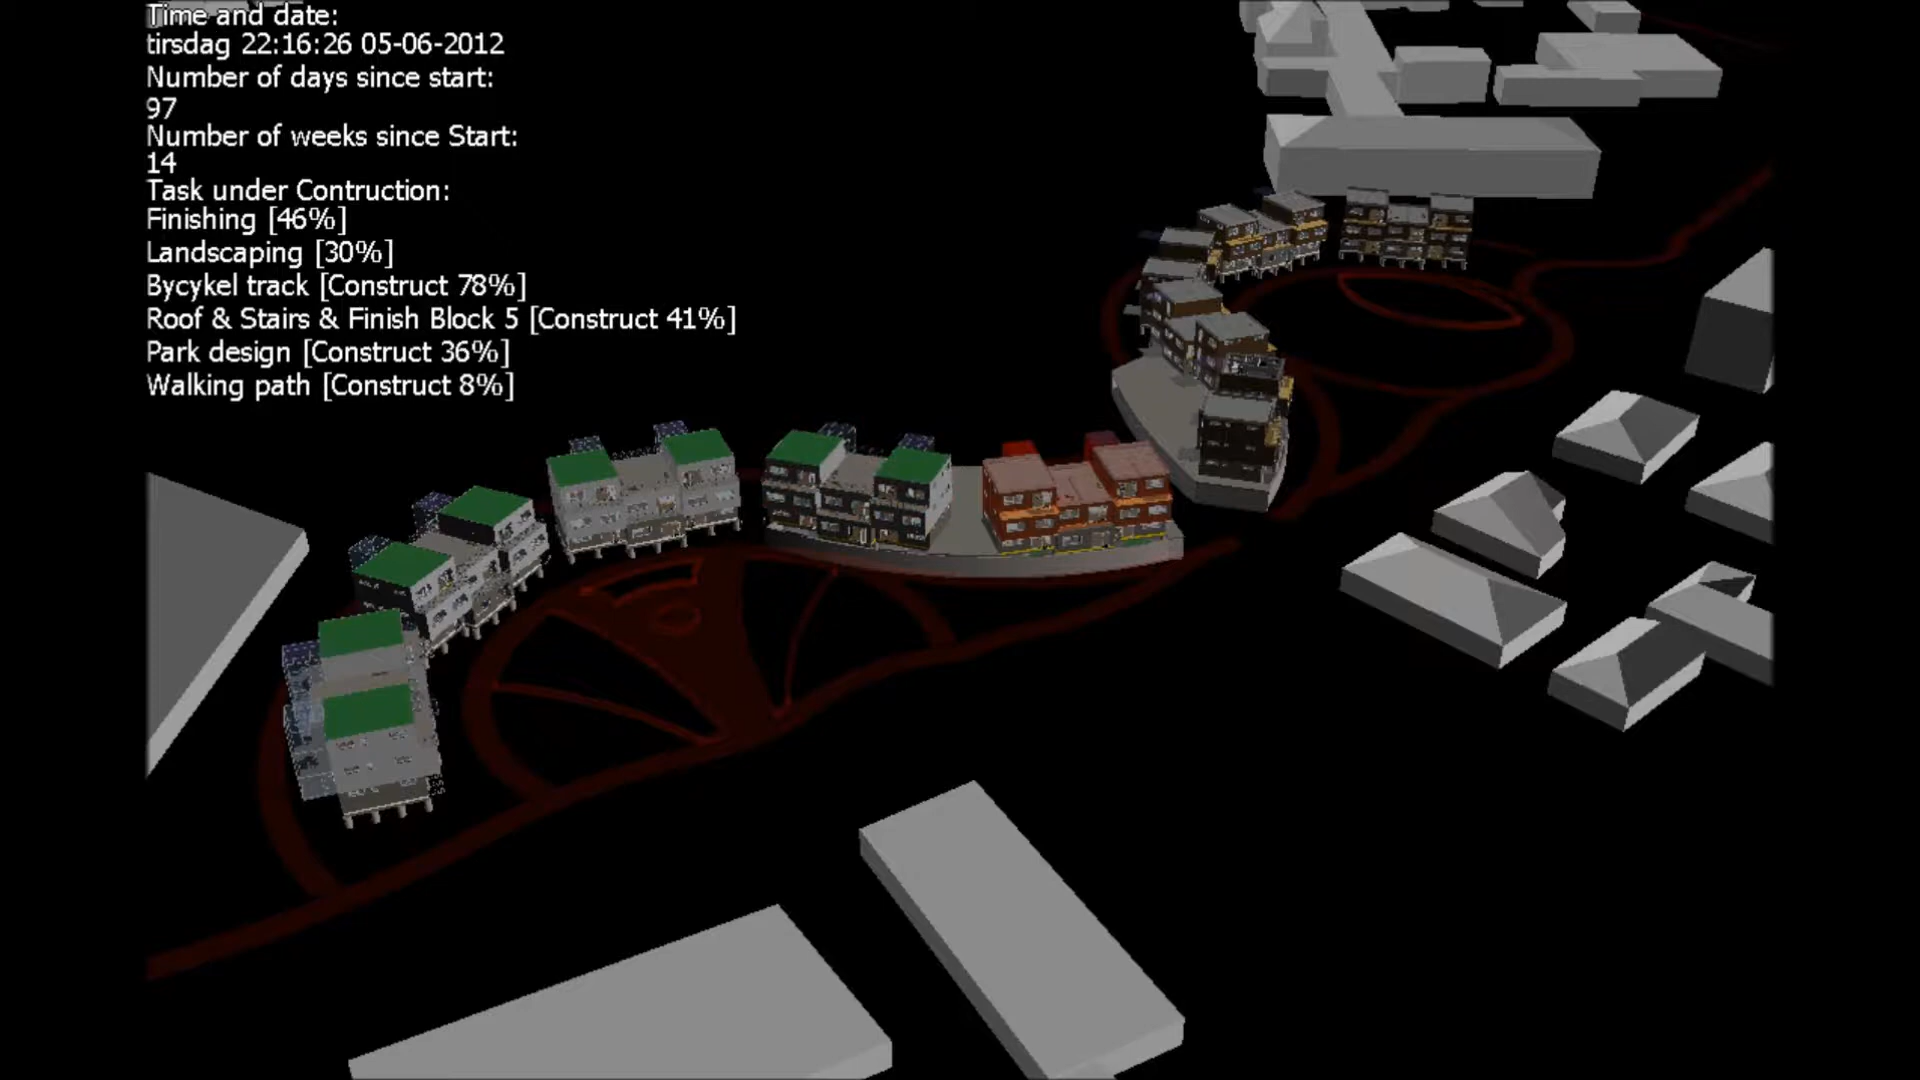 Time and date:
tirsdag 22:16:26 05-06-2012
Number of days since start:
97
Number of weeks since Start:
14
Task under Contruction:
Finishing [46%]
Landscaping [30%]
Bycykel track [Construct 78%]
Roof & Stairs & Finish Block 5 [Construct 41%]
Park design [Construct 36%]
Walking path [Construct 8%]